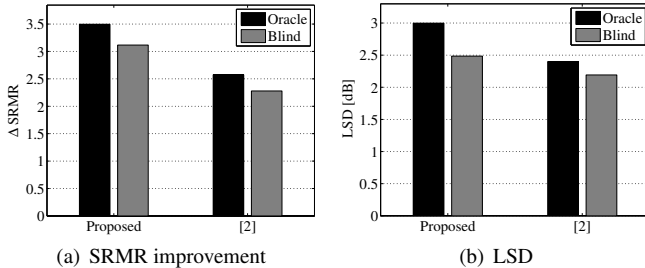 3.5
3
2.5
2
1.5
1
0.5
0
Δ SRMR
Oracle
Blind
Proposed
[2]
(a) SRMR improvement
3
2.5
2
1.5
1
0.5
0
LSD [dB]
Oracle
Blind
Proposed
[2]
(b) LSD